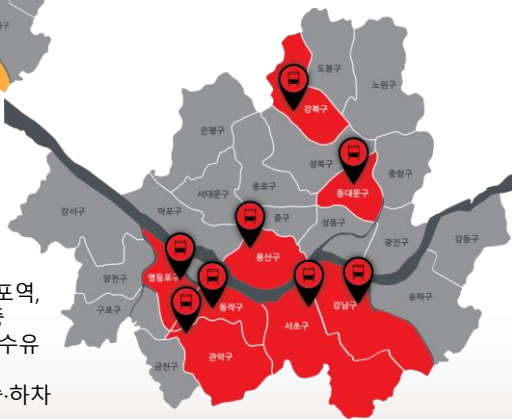 도봉구
노원구
강북구
은평구
성북구
중랑구
동대문구
종로구
서대문구
마포구
강서구
중구
성동구
광진구
강동구
용산구
양천구
영등포구
송파구
구로구
동작구
강남구
서초구
관악구
금천구
포역,
수유
·하차